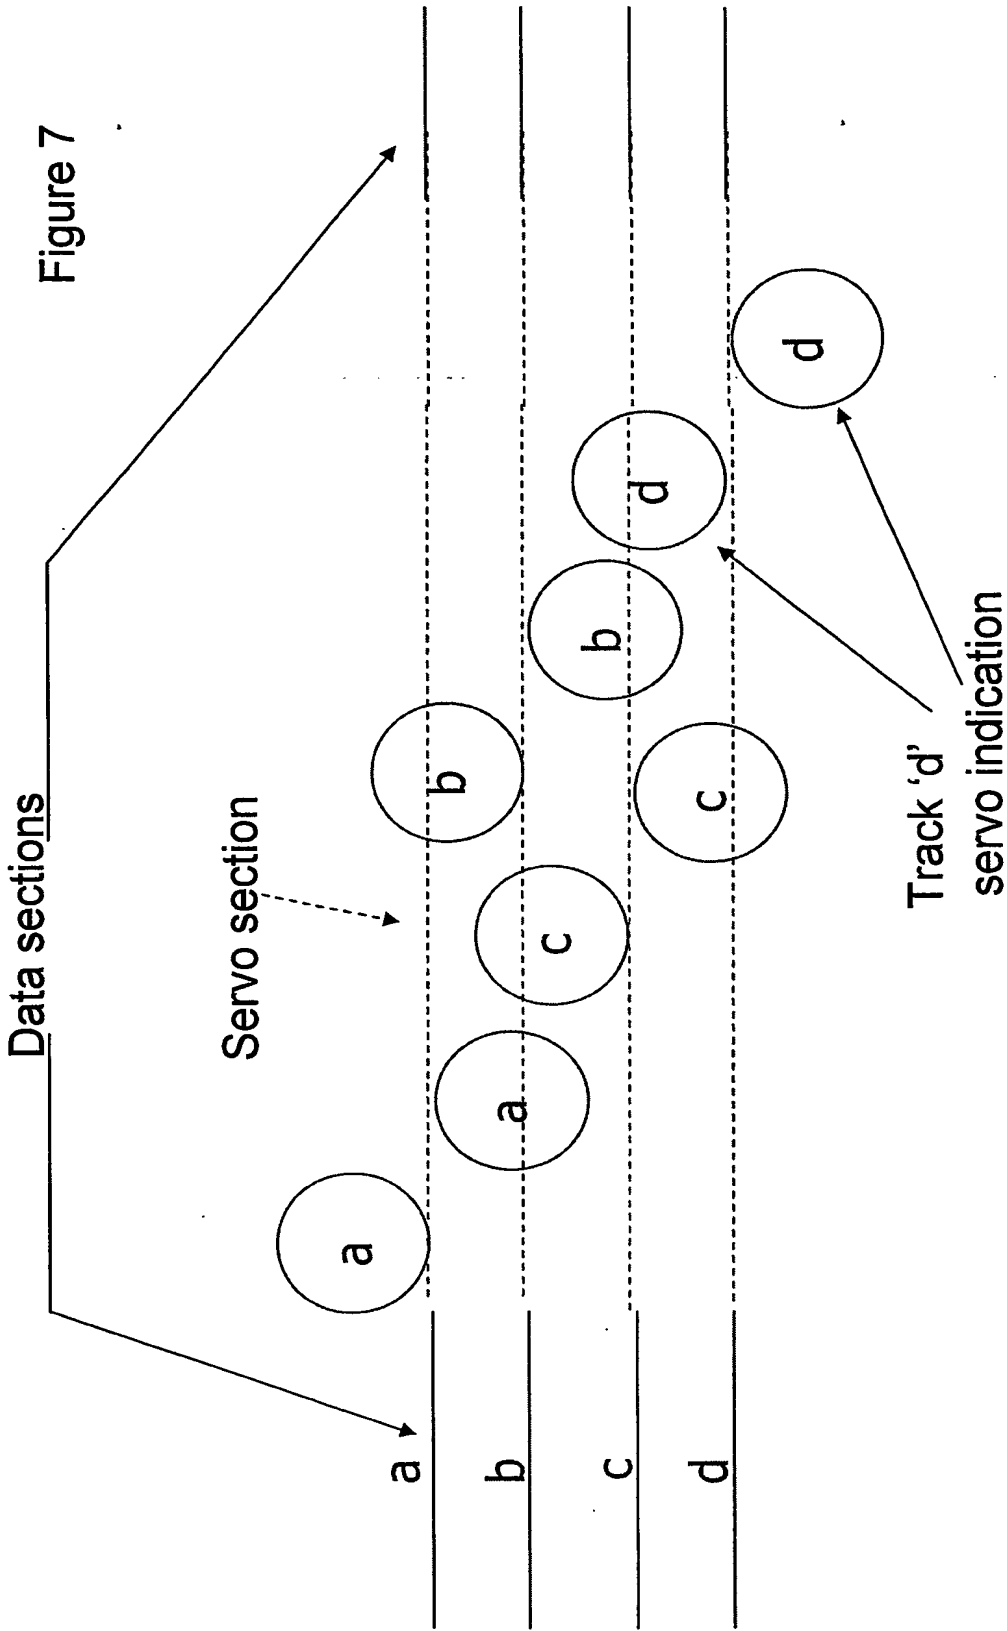 Data sections
Figure 7
Servo section
a
a
b
b
a
c
b
c
d
d
c
d
Track ‘d’
servo indication